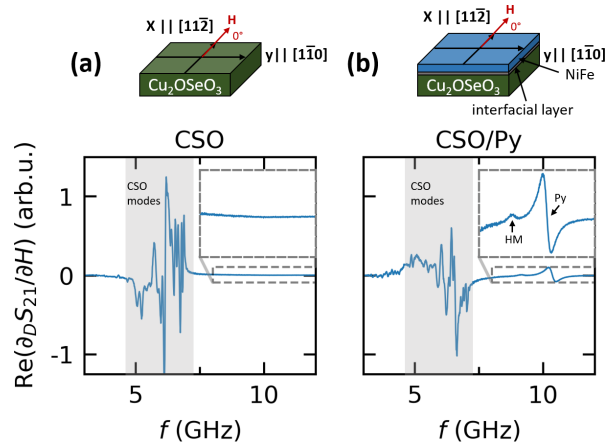 (a)
X || [112̄]
H
0°
y|| [11̄0]
Cu₂OSeO₃
(b)
X || [112̄]
H
0°
y|| [11̄0]
NiFe
Cu₂OSeO₃
interfacial layer
CSO
CSO/Py
Re(∂_DS₂₁/∂H) (arb.u.)
1
0
-1
CSO
modes
5
10
f (GHz)
CSO
modes
HM
Py
5
10
f (GHz)